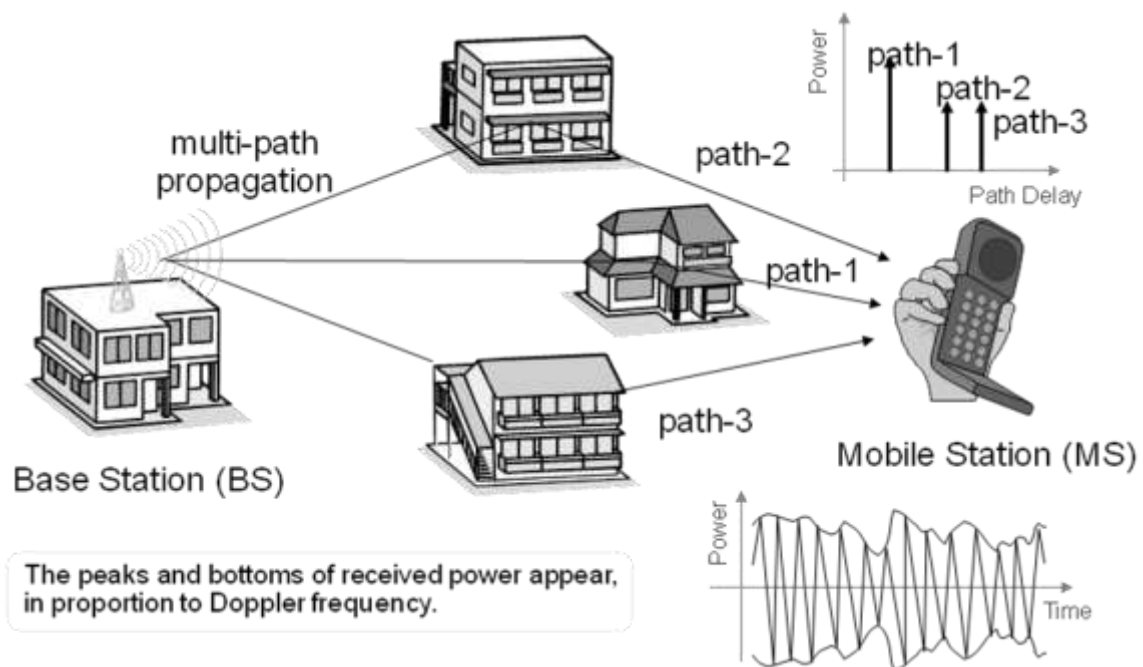 Power
path-1
path-2
path-3
Path Delay
multi-path
propagation
path-2
path-1
path-3
Base Station (BS)
Mobile Station (MS)
The peaks and bottoms of received power appear,
in proportion to Doppler frequency.
Power
Time